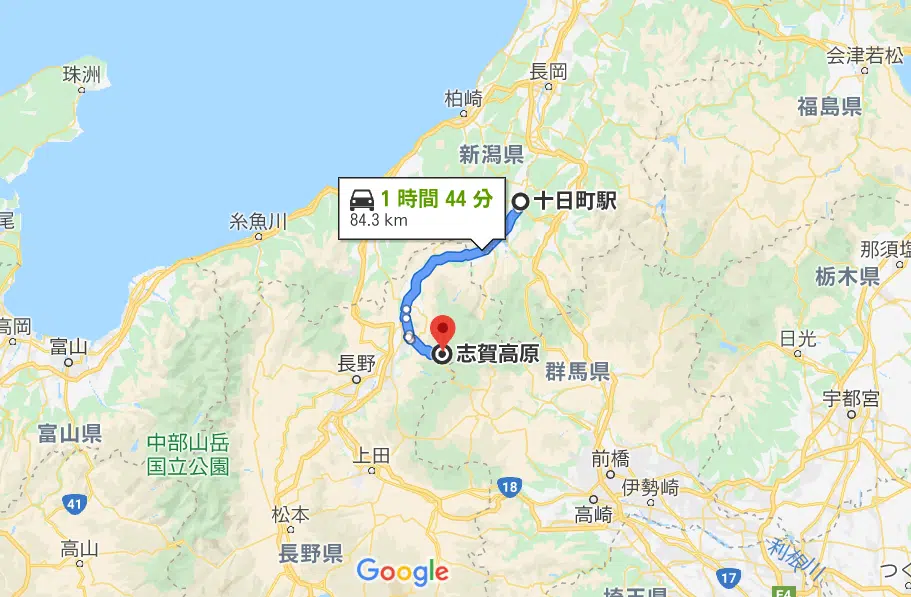 会津若松
珠洲
長岡
柏崎
福島県
新潟県
1 時間 44 分
84.3 km
十日町駅
尾
糸魚川
那須塩
栃木県
高岡
富山
日光
長野
志賀高原
群馬県
宇都宮
富山県
中部山岳
国立公園
上田
前橋
伊勢崎
18
41
高崎
松本
高山
長野県
利根川
Google
つく
17
E4
埼玉県